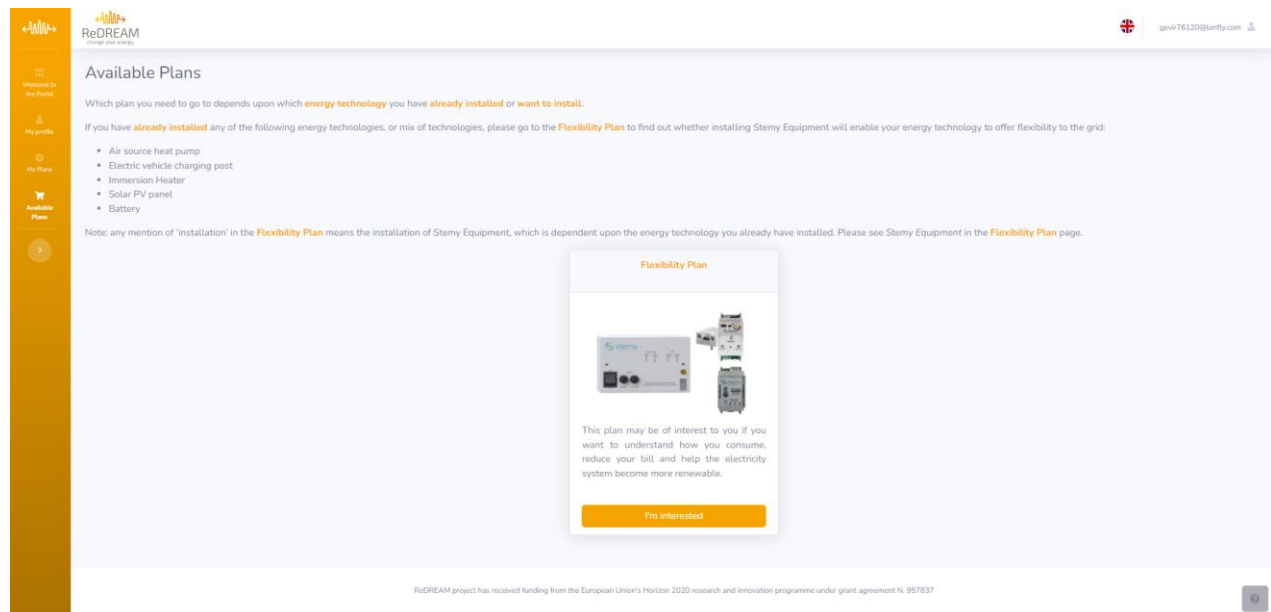 ReDREAM
change your energy
Welcome to
the Portal
My profile
My Plans
Available
Plans
Available Plans
Which plan you need to go to depends upon which energy technology you have already installed or want to install.
If you have already installed any of the following energy technologies, or mix of technologies, please go to the Flexibility Plan to find out whether installing Stemy Equipment will enable your energy technology to offer flexibility to the grid:
• Air source heat pump
• Electric vehicle charging post
• Immersion Heater
• Solar PV panel
• Battery
Note: any mention of 'installation' in the Flexibility Plan means the installation of Stemy Equipment, which is dependent upon the energy technology you already have installed. Please see Stemy Equipment in the Flexibility Plan page.
Flexibility Plan
stemy
stemy
This plan may be of interest to you if you
want to understand how you consume,
reduce your bill and help the electricity
system become more renewable.
I'm interested
ReDREAM project has received funding from the European Union's Horizon 2020 research and innovation programme under grant agreement N. 957837